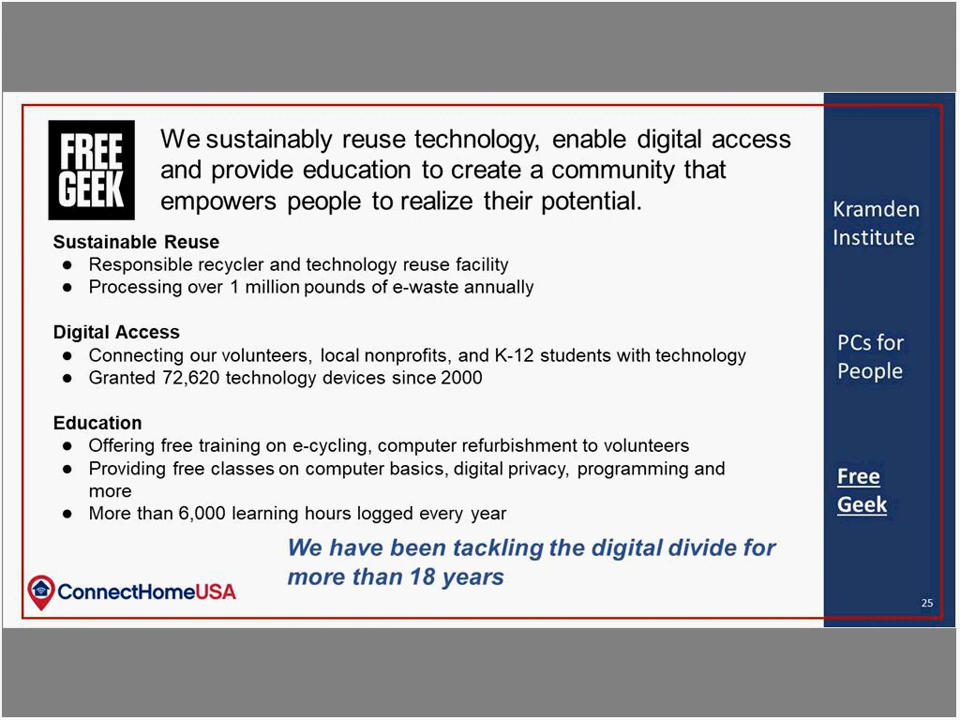 FREE
GEEK
We sustainably reuse technology, enable digital access
and provide education to create a community that
empowers people to realize their potential.
Sustainable Reuse
● Responsible recycler and technology reuse facility
● Processing over 1 million pounds of e-waste annually
Digital Access
● Connecting our volunteers, local nonprofits, and K-12 students with technology
● Granted 72,620 technology devices since 2000
Education
● Offering free training on e-cycling, computer refurbishment to volunteers
● Providing free classes on computer basics, digital privacy, programming and
more
● More than 6,000 learning hours logged every year
We have been tackling the digital divide for
more than 18 years
ConnectHomeUSA
Kramden
Institute
PCs for
People
Free
Geek
25